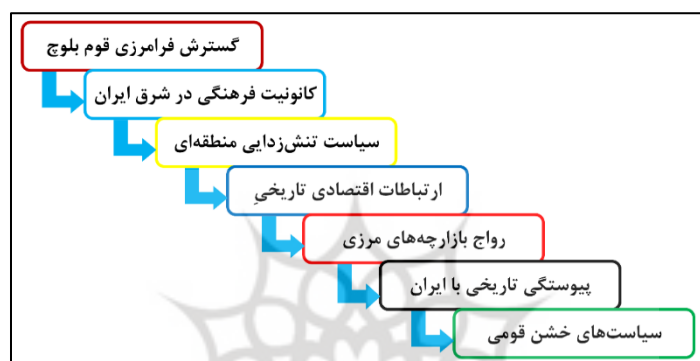 گسترش فرامرزی قوم بلوچ
کانونیت فرهنگی در شرق ایران
سیاست تنش‌زدایی منطقه‌ای
ارتباطات اقتصادی تاریخیِ
رواج بازارچه‌های مرزی
پیوستگی تاریخی با ایران
سیاست‌های خشن قومی